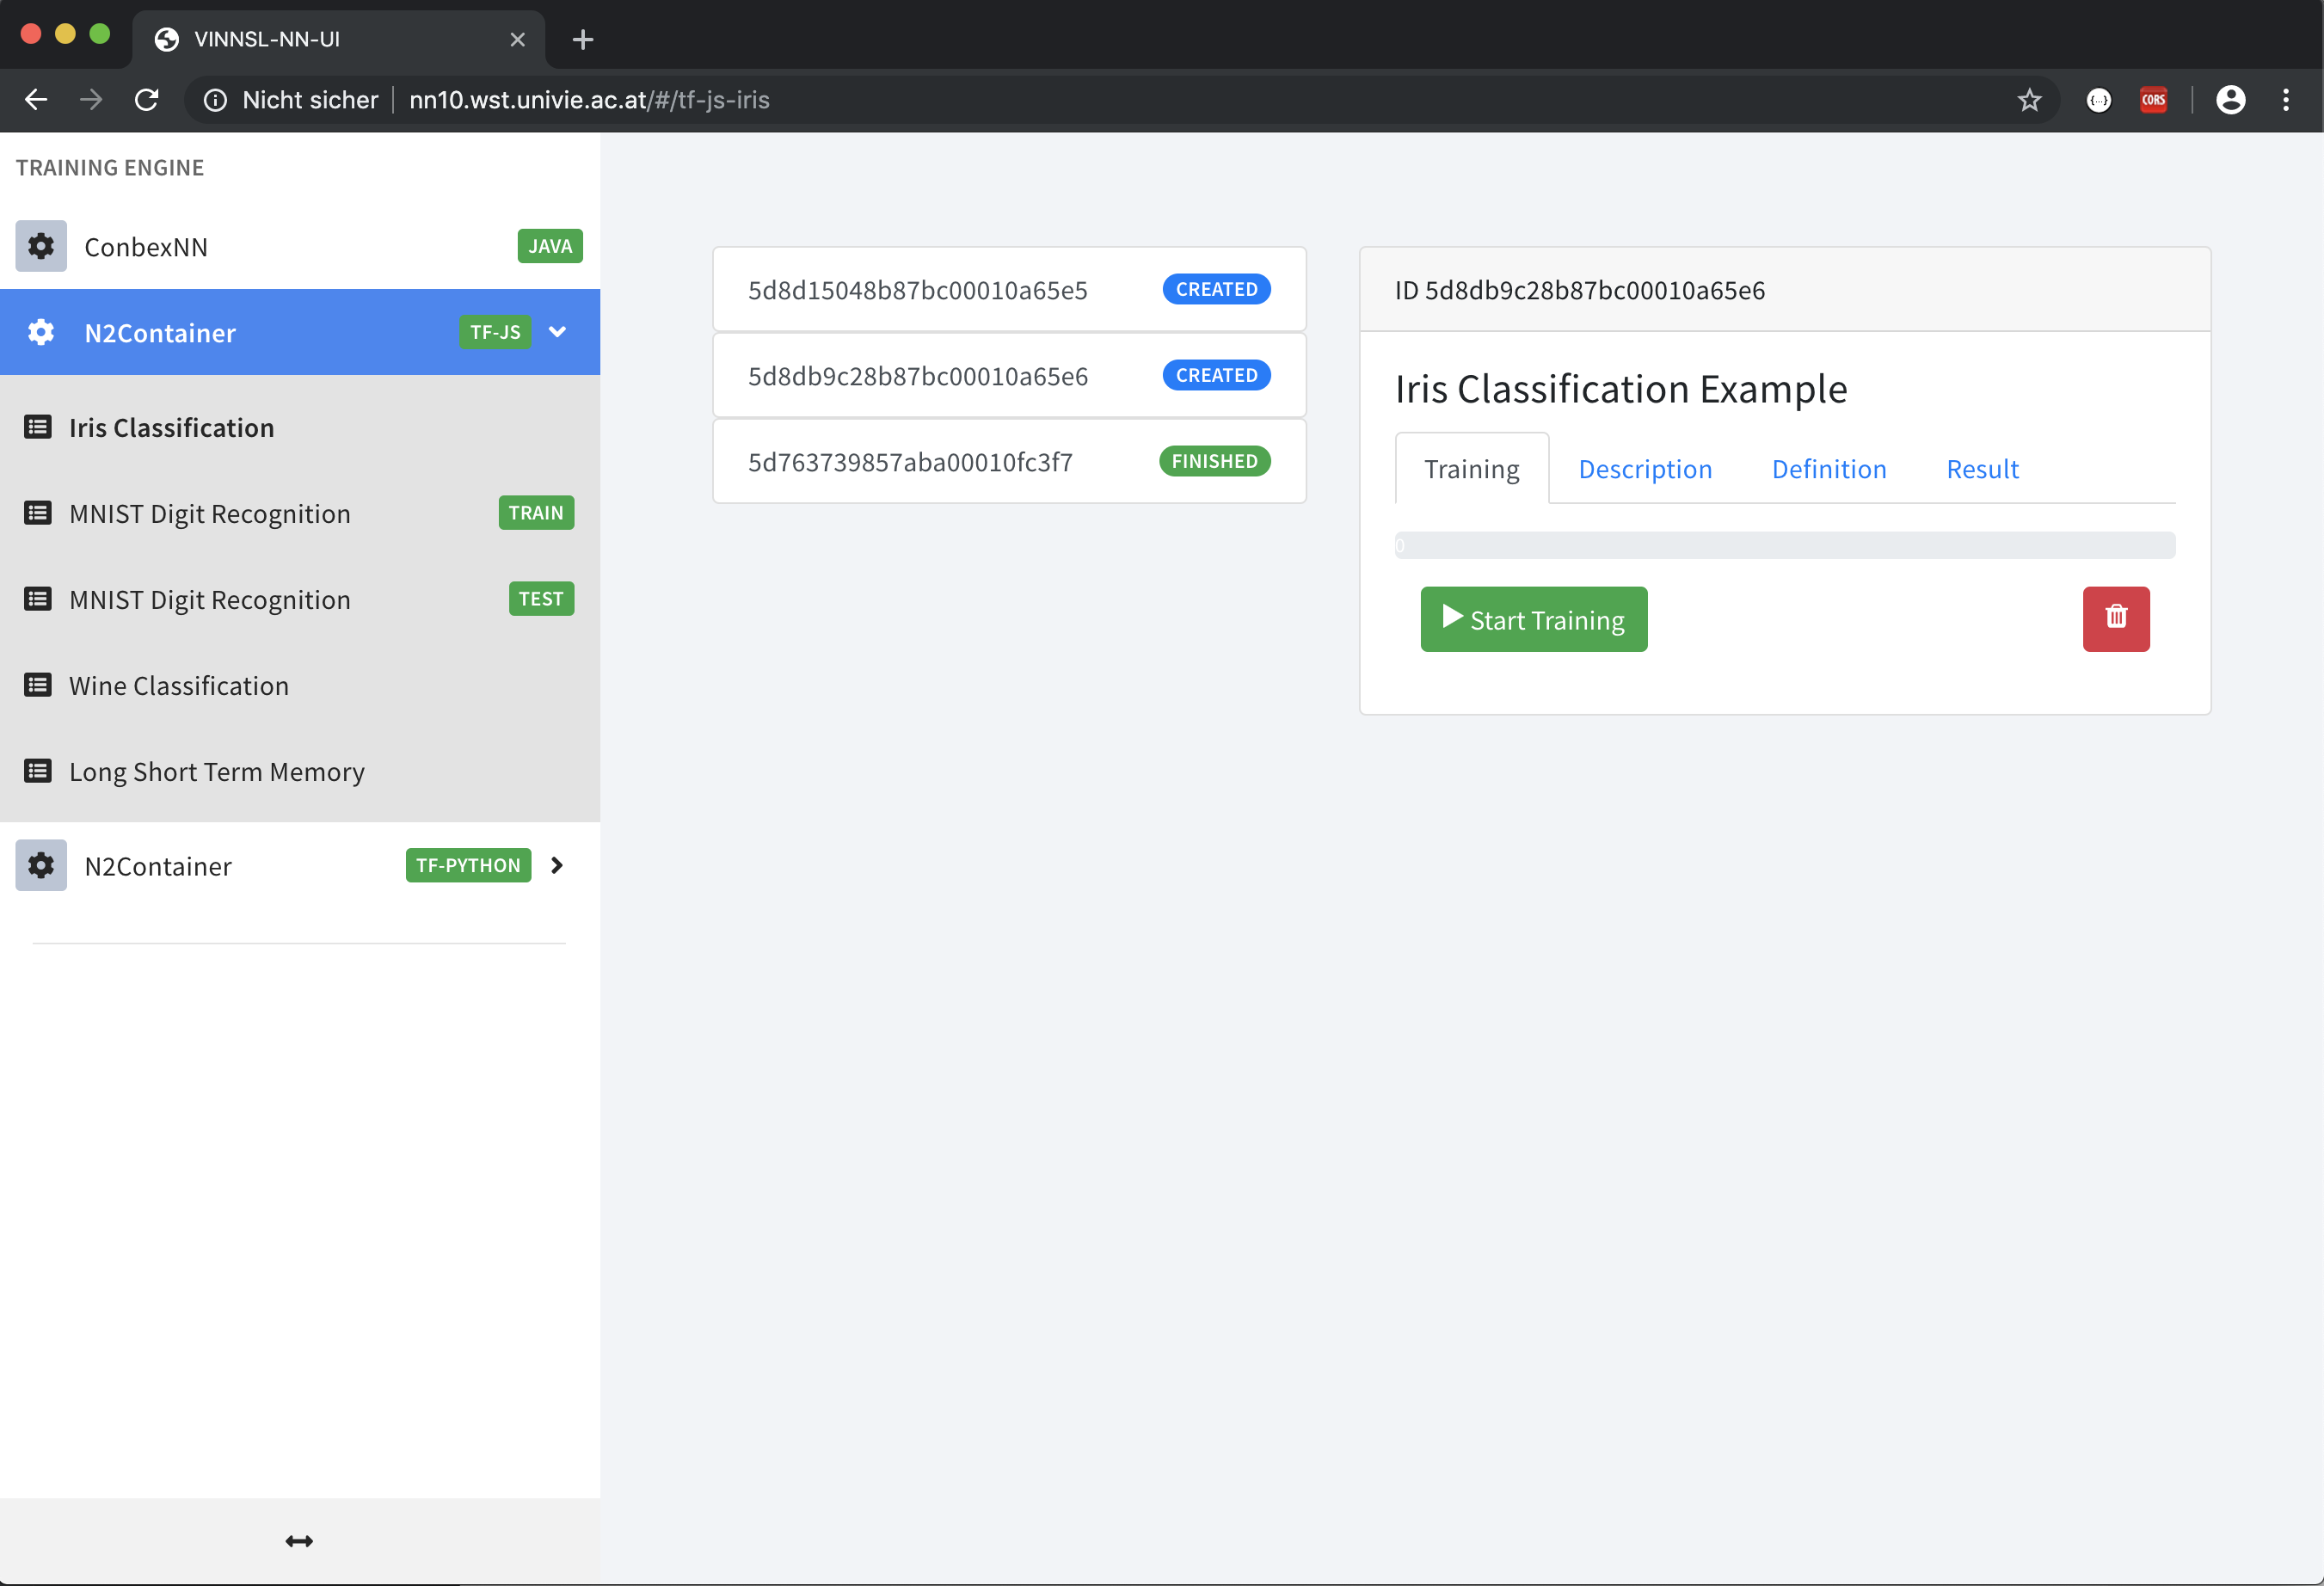 VINNSL-NN-UI
Nicht sicher nn10.wst.univie.ac.at/#/tf-js-iris
{...}
CORS
TRAINING ENGINE
ConbexNN JAVA
N2Container TF-JS
Iris Classification
MNIST Digit Recognition TRAIN
MNIST Digit Recognition TEST
Wine Classification
Long Short Term Memory
N2Container TF-PYTHON
5d8d15048b87bc00010a65e5 CREATED
5d8db9c28b87bc00010a65e6 CREATED
5d763739857aba00010fc3f7 FINISHED
ID 5d8db9c28b87bc00010a65e6
Iris Classification Example
Training Description Definition Result
0
Start Training